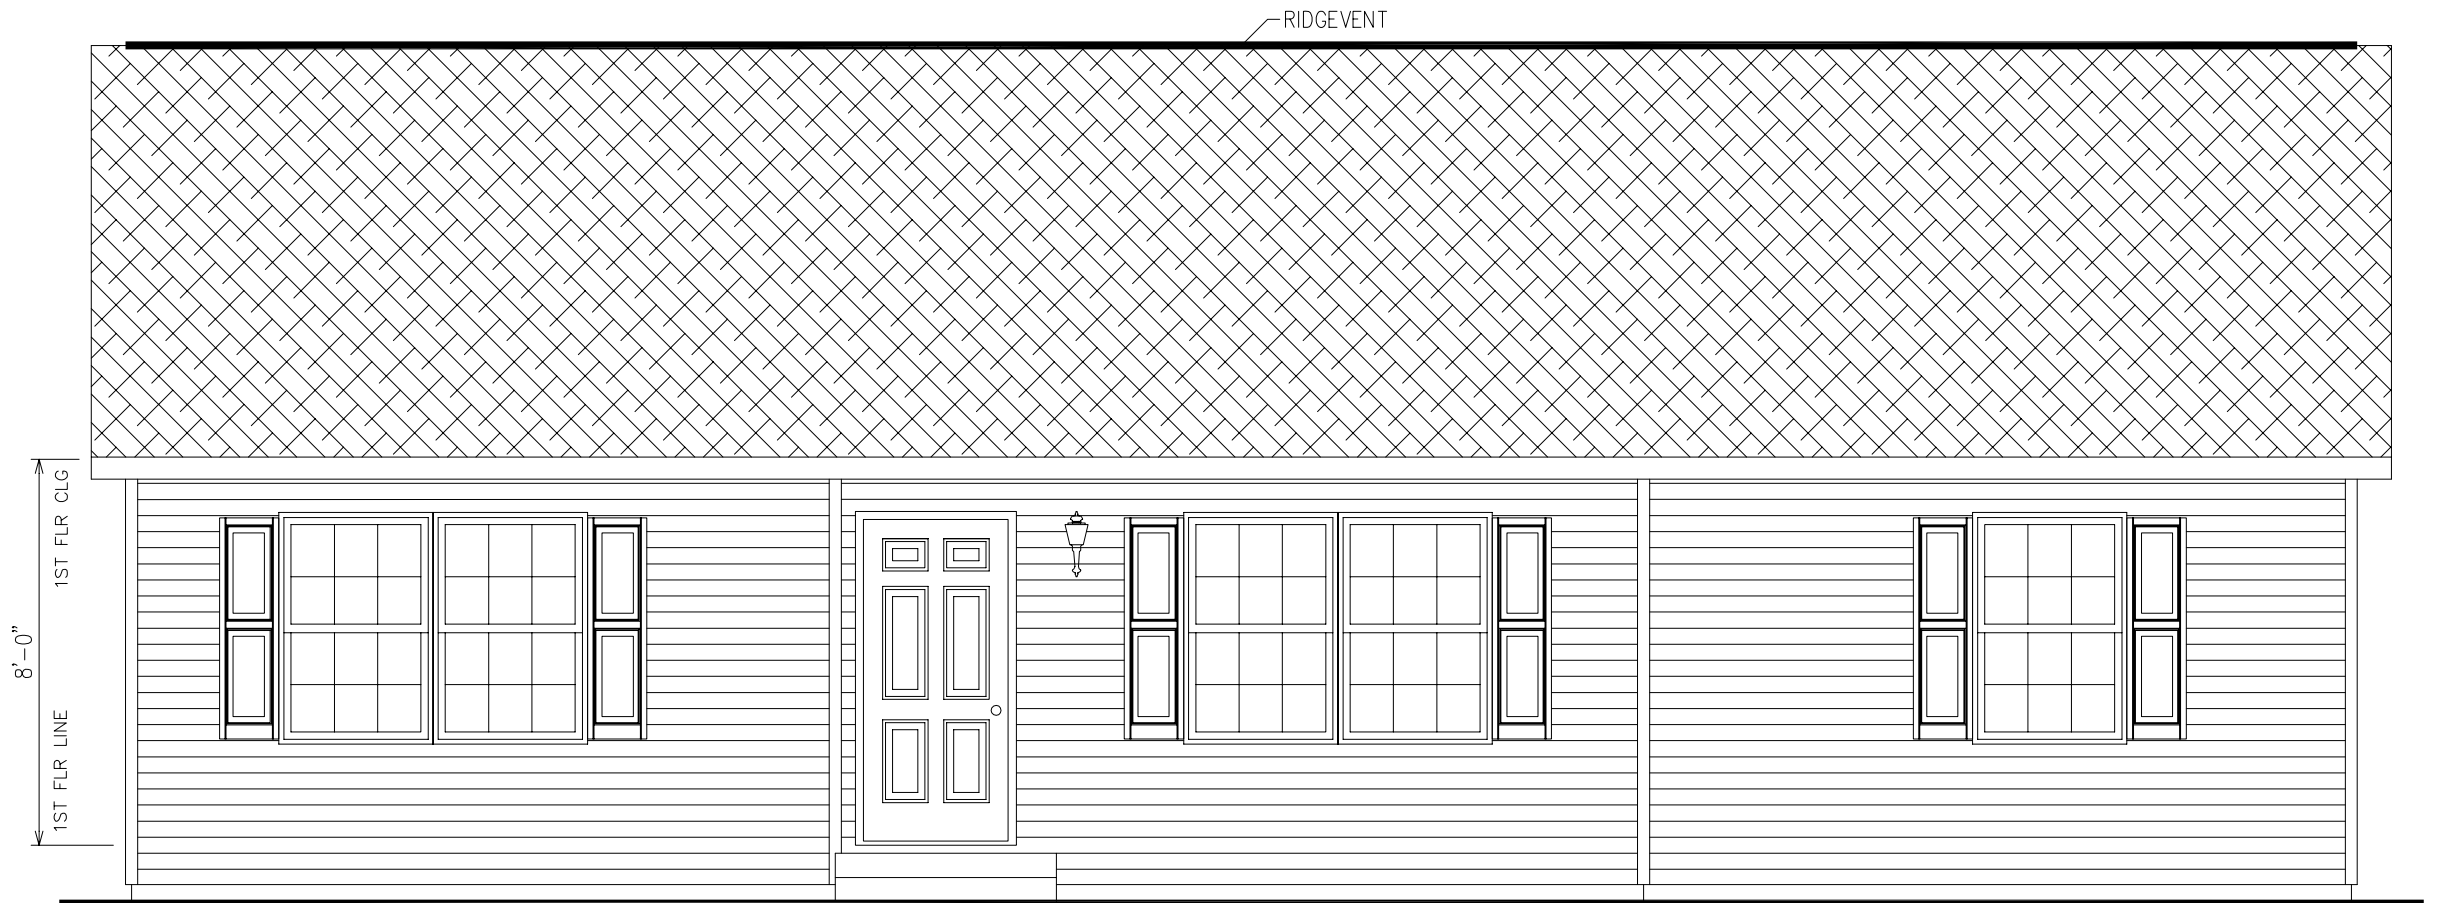 RIDGEVENT
1ST FLR CLG
8'-0"
1ST FLR LINE